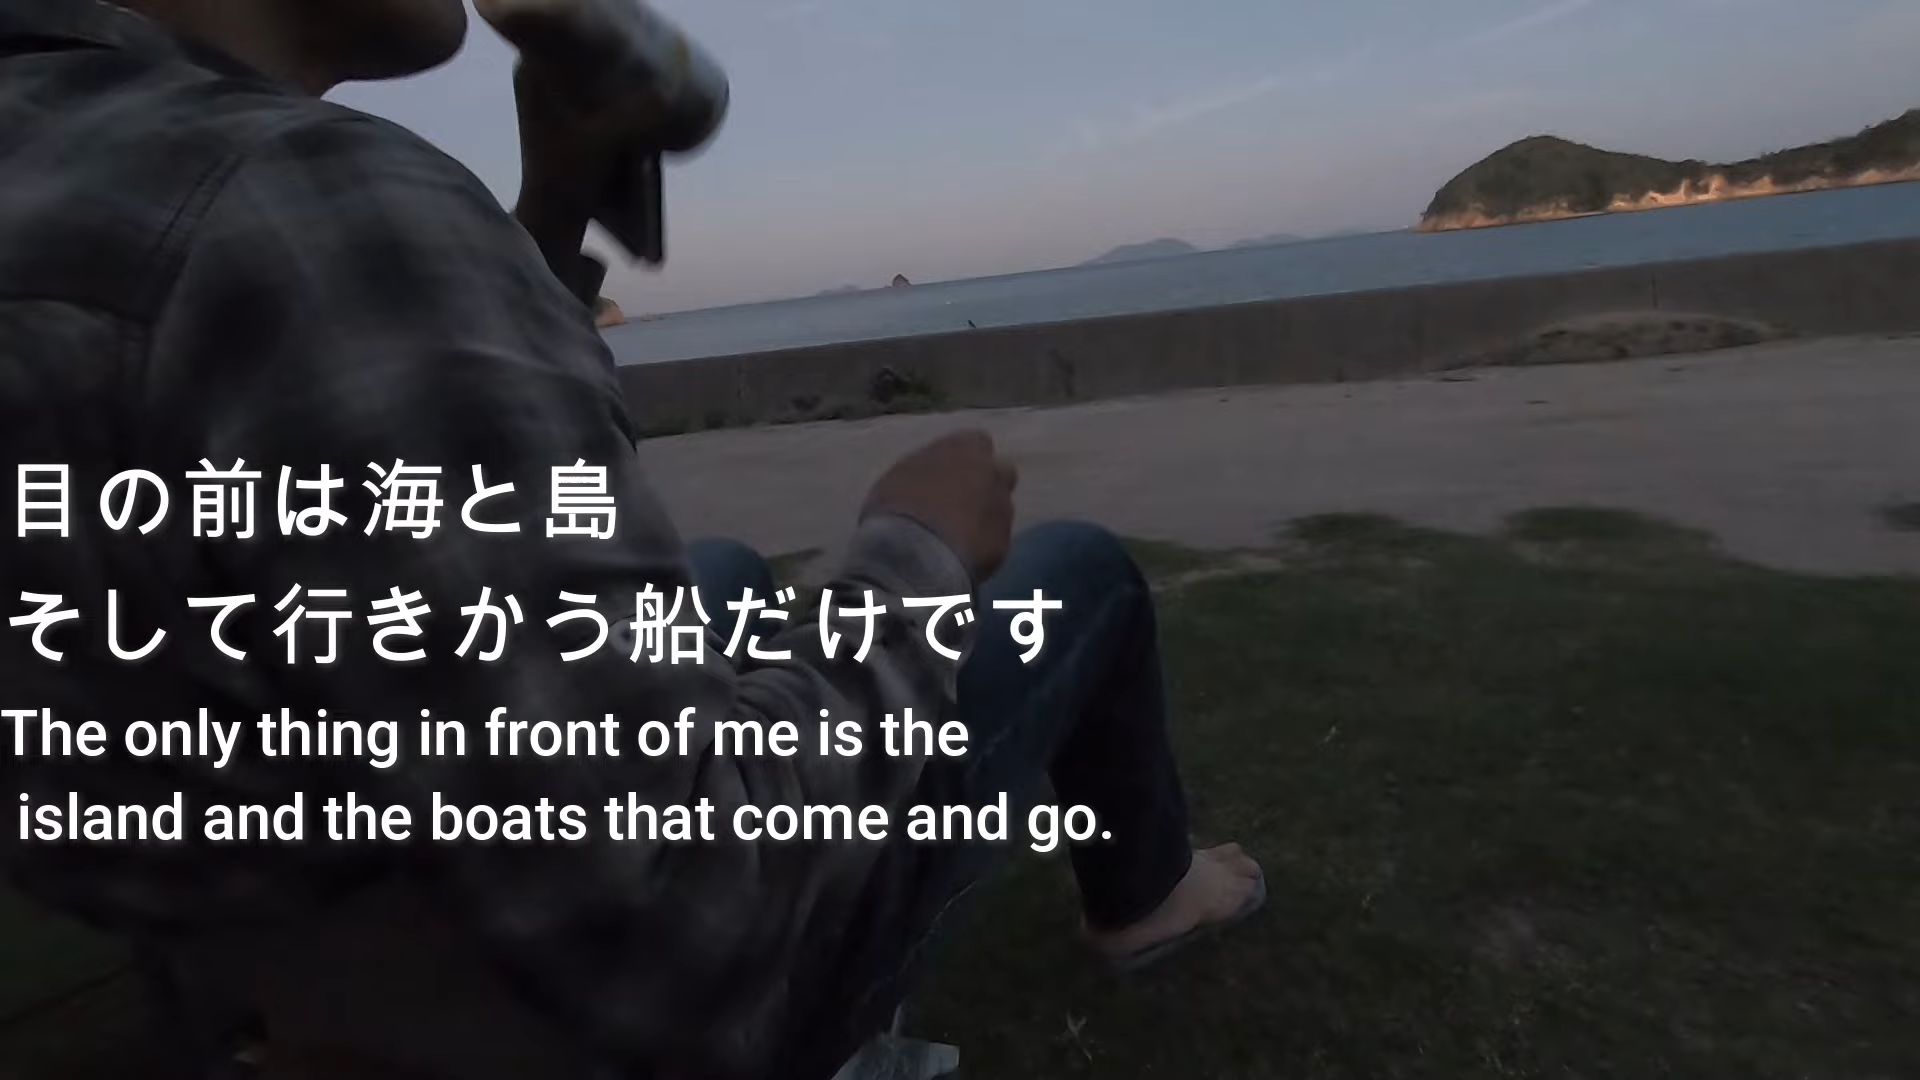 目の前は海と島
そして行きかう船だけです
The only thing in front of me is the
island and the boats that come and go.